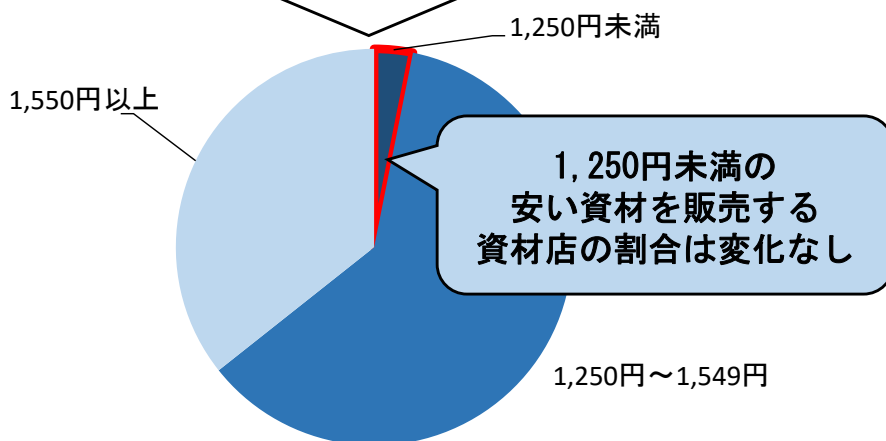 1,250円未満
1,550円以上
1,250円未満の
安い資材を販売する
資材店の割合は変化なし
1,250円～1,549円